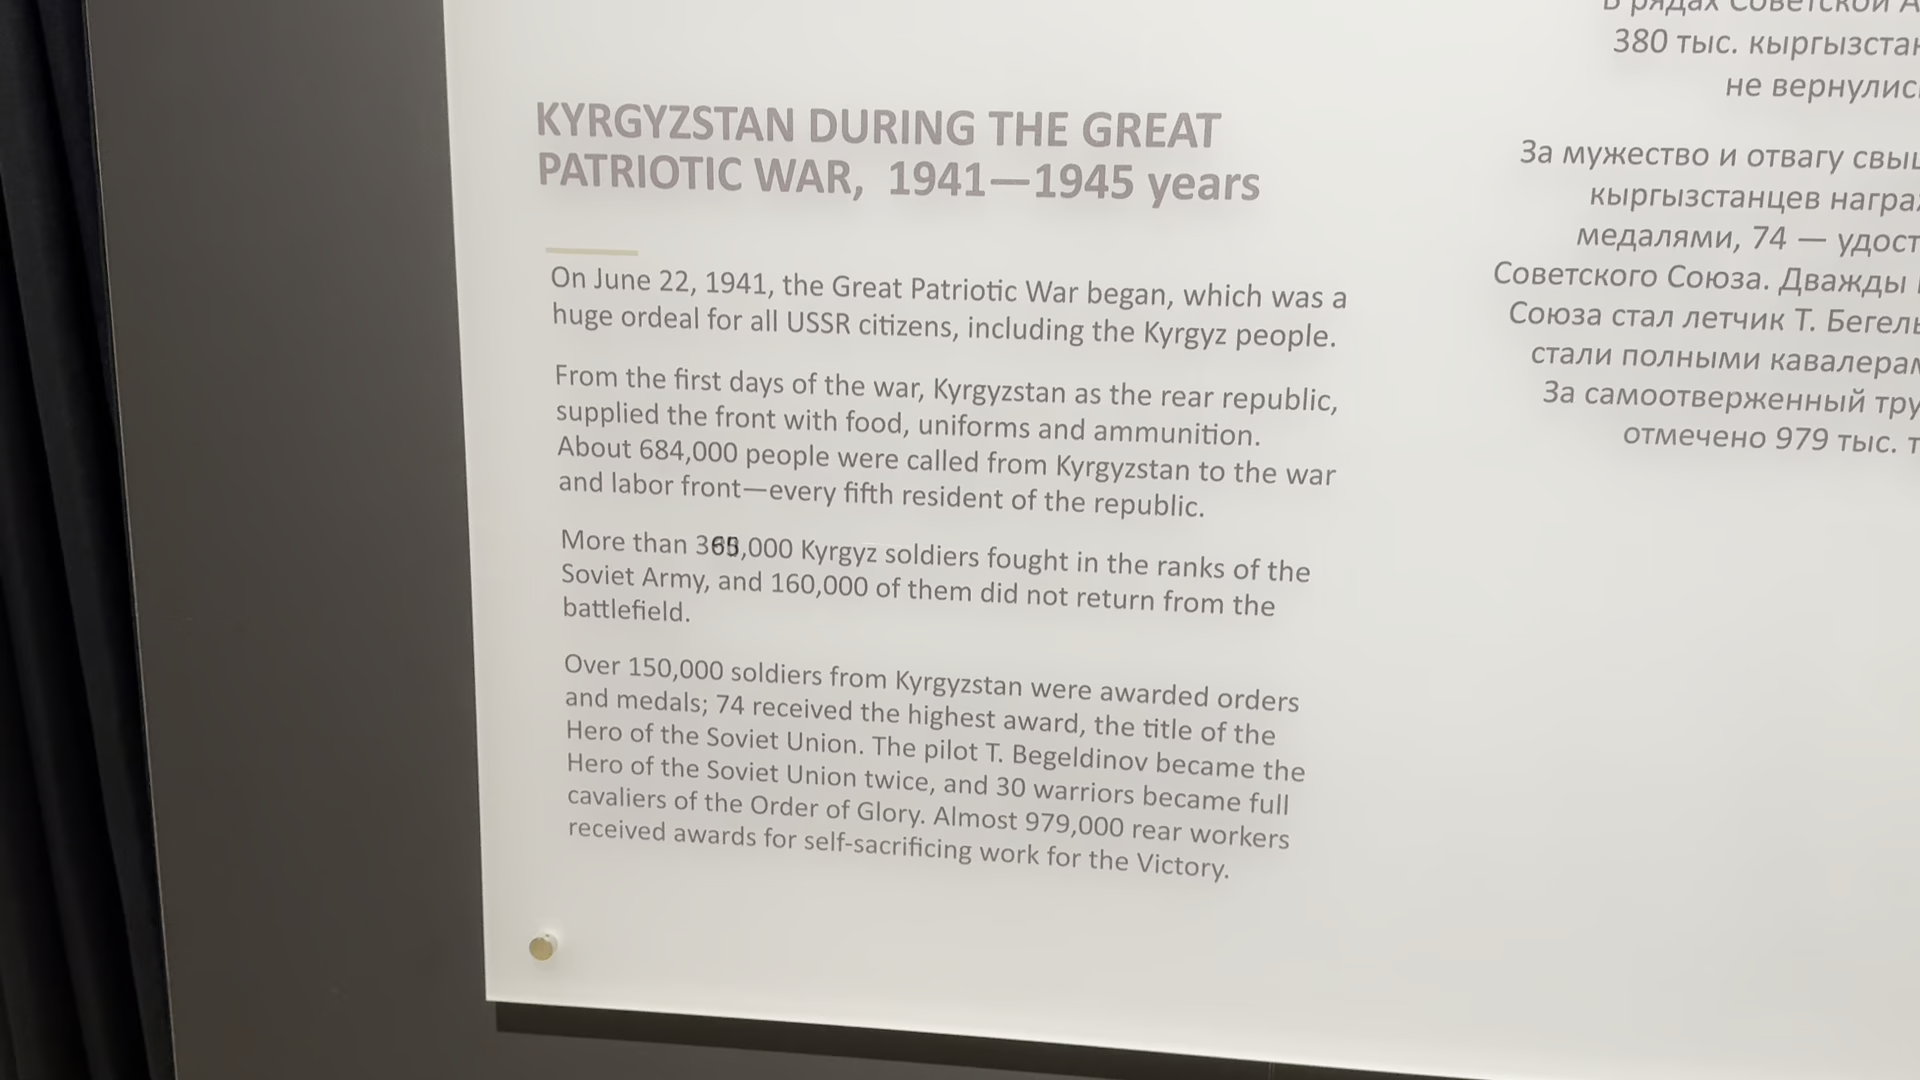 KYRGYZSTAN DURING THE GREAT
PATRIOTIC WAR, 1941—1945 years
On June 22, 1941, the Great Patriotic War began, which was a
huge ordeal for all USSR citizens, including the Kyrgyz people.
From the first days of the war, Kyrgyzstan as the rear republic,
supplied the front with food, uniforms and ammunition.
About 684,000 people were called from Kyrgyzstan to the war
and labor front—every fifth resident of the republic.
More than Kyrgyz soldiers fought in the ranks of the
Soviet Army, and 160,000 of them did not return from the
battlefield.
Over 150,000 soldiers from Kyrgyzstan were awarded orders
and medals; 74 received the highest award, the title of the
Hero of the Soviet Union. The pilot T. Begeldinov became the
Hero of the Soviet Union twice, and 30 warriors became full
cavaliers of the Order of Glory. Almost 979,000 rear workers
received awards for self-sacrificing work for the Victory.
В рядах Советской
380 тыс.
не
За мужество и отвагу
кыргызстанцев
медалями, 74 —
Советского Союза. Дважды
Союза стал летчик Т.
стали полными
За самоотверженный
отмечено 979 тыс.